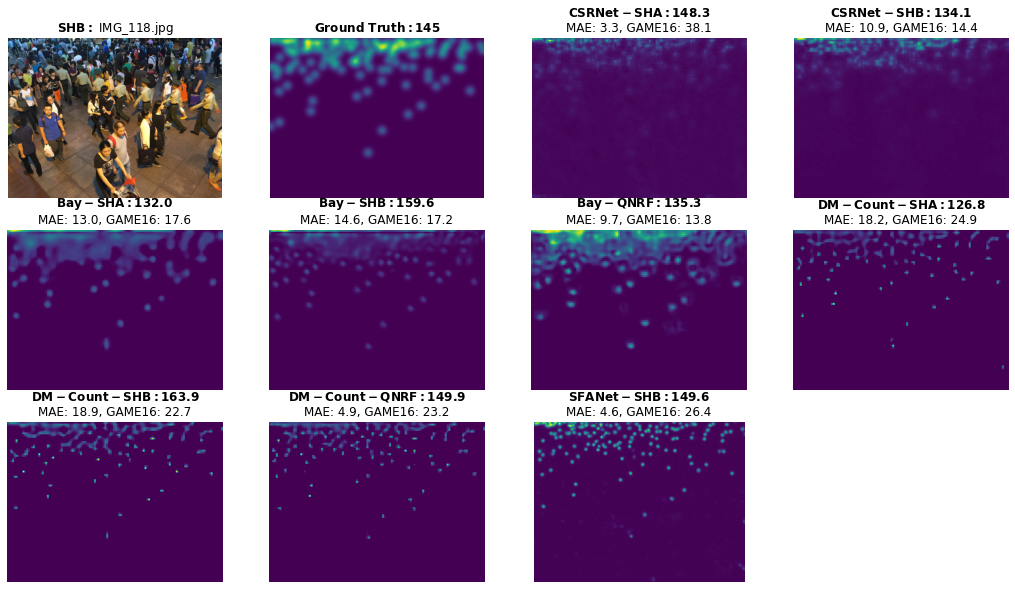 SHB: IMG_118.jpg
Ground Truth:145
CSRNet−SHA:148.3
MAE: 3.3, GAME16: 38.1
CSRNet−SHB:134.1
MAE: 10.9, GAME16: 14.4
Bay−SHA:132.0
MAE: 13.0, GAME16: 17.6
Bay−SHB:159.6
MAE: 14.6, GAME16: 17.2
Bay−QNRF:135.3
MAE: 9.7, GAME16: 13.8
DM−Count−SHA:126.8
MAE: 18.2, GAME16: 24.9
DM−Count−SHB:163.9
MAE: 18.9, GAME16: 22.7
DM−Count−QNRF:149.9
MAE: 4.9, GAME16: 23.2
SFANet−SHB:149.6
MAE: 4.6, GAME16: 26.4